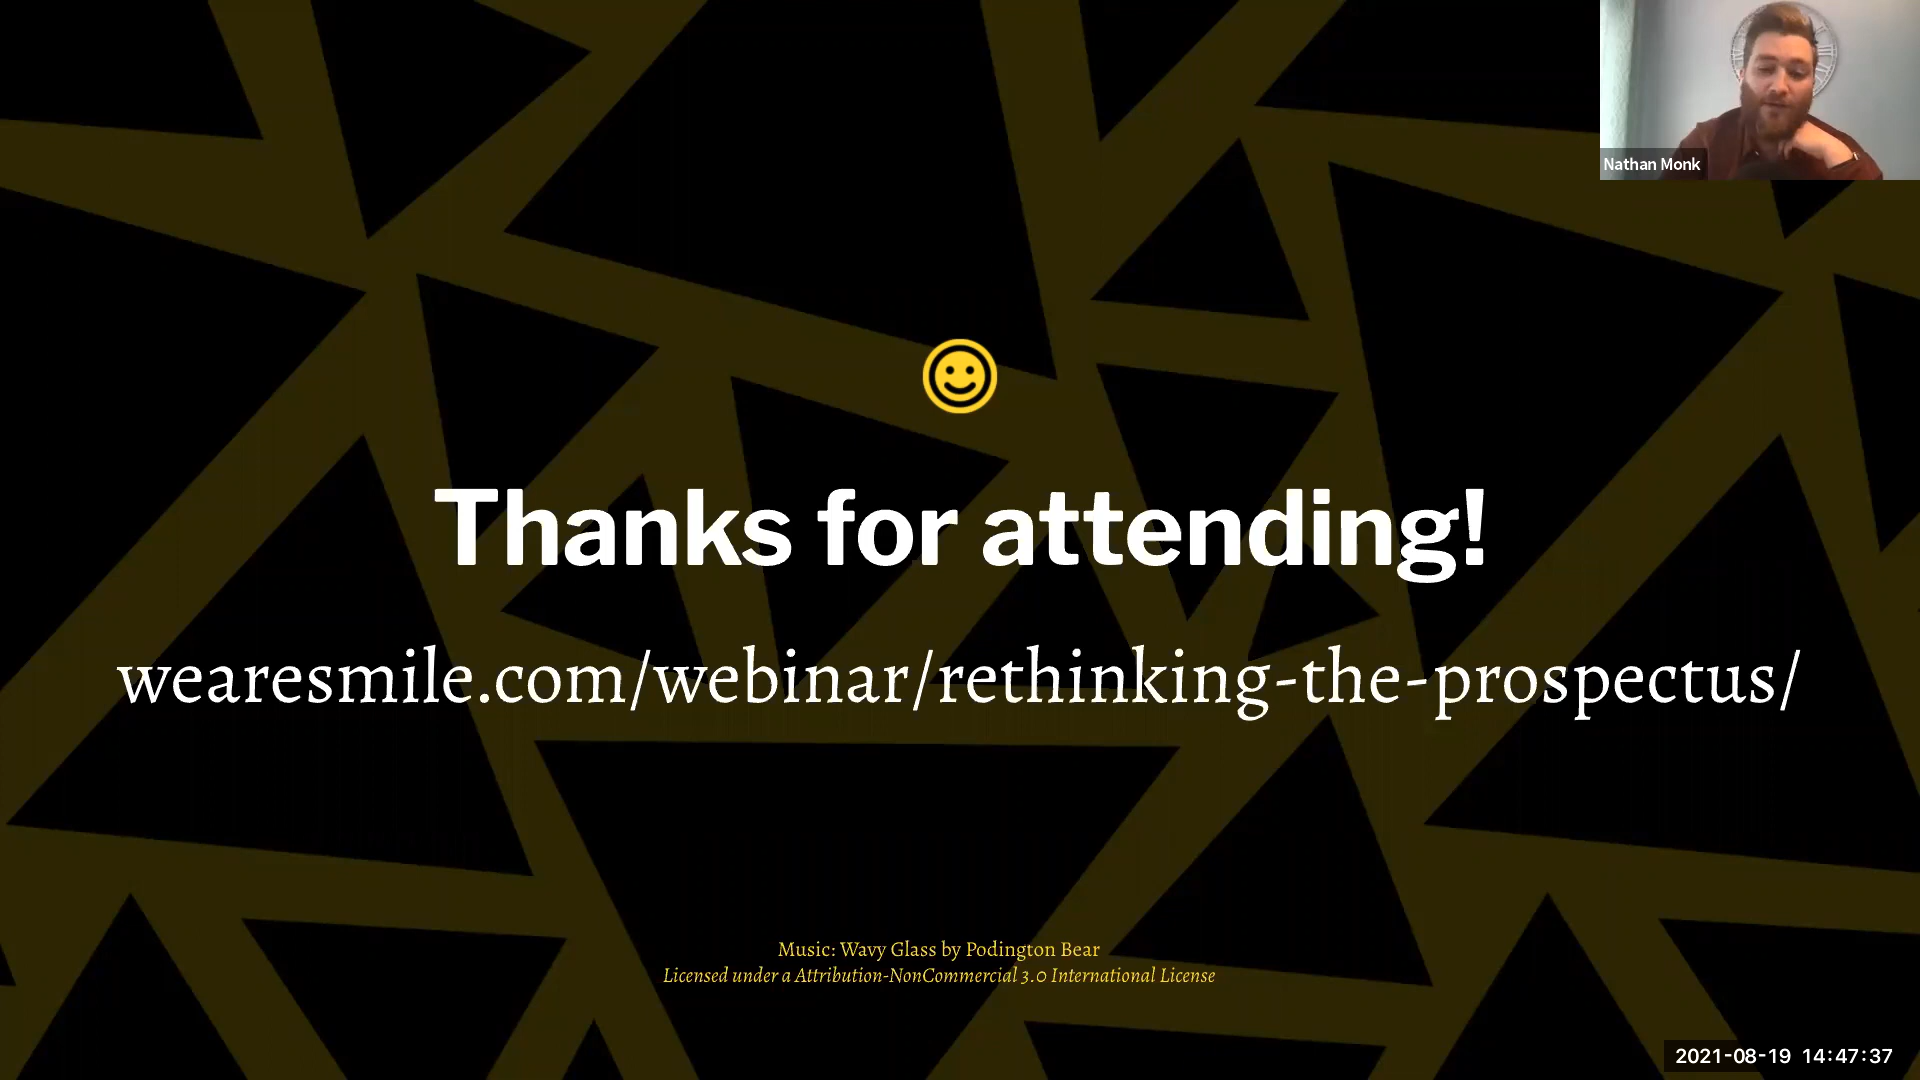 Nathan Monk
Thanks for attending!
wearesmile.com/webinar/rethinking-the-prospectus/
Music: Wavy Glass by Podington Bear
Licensed under a Attribution-NonCommercial 3.0 International License
2021-08-19 14:47:37